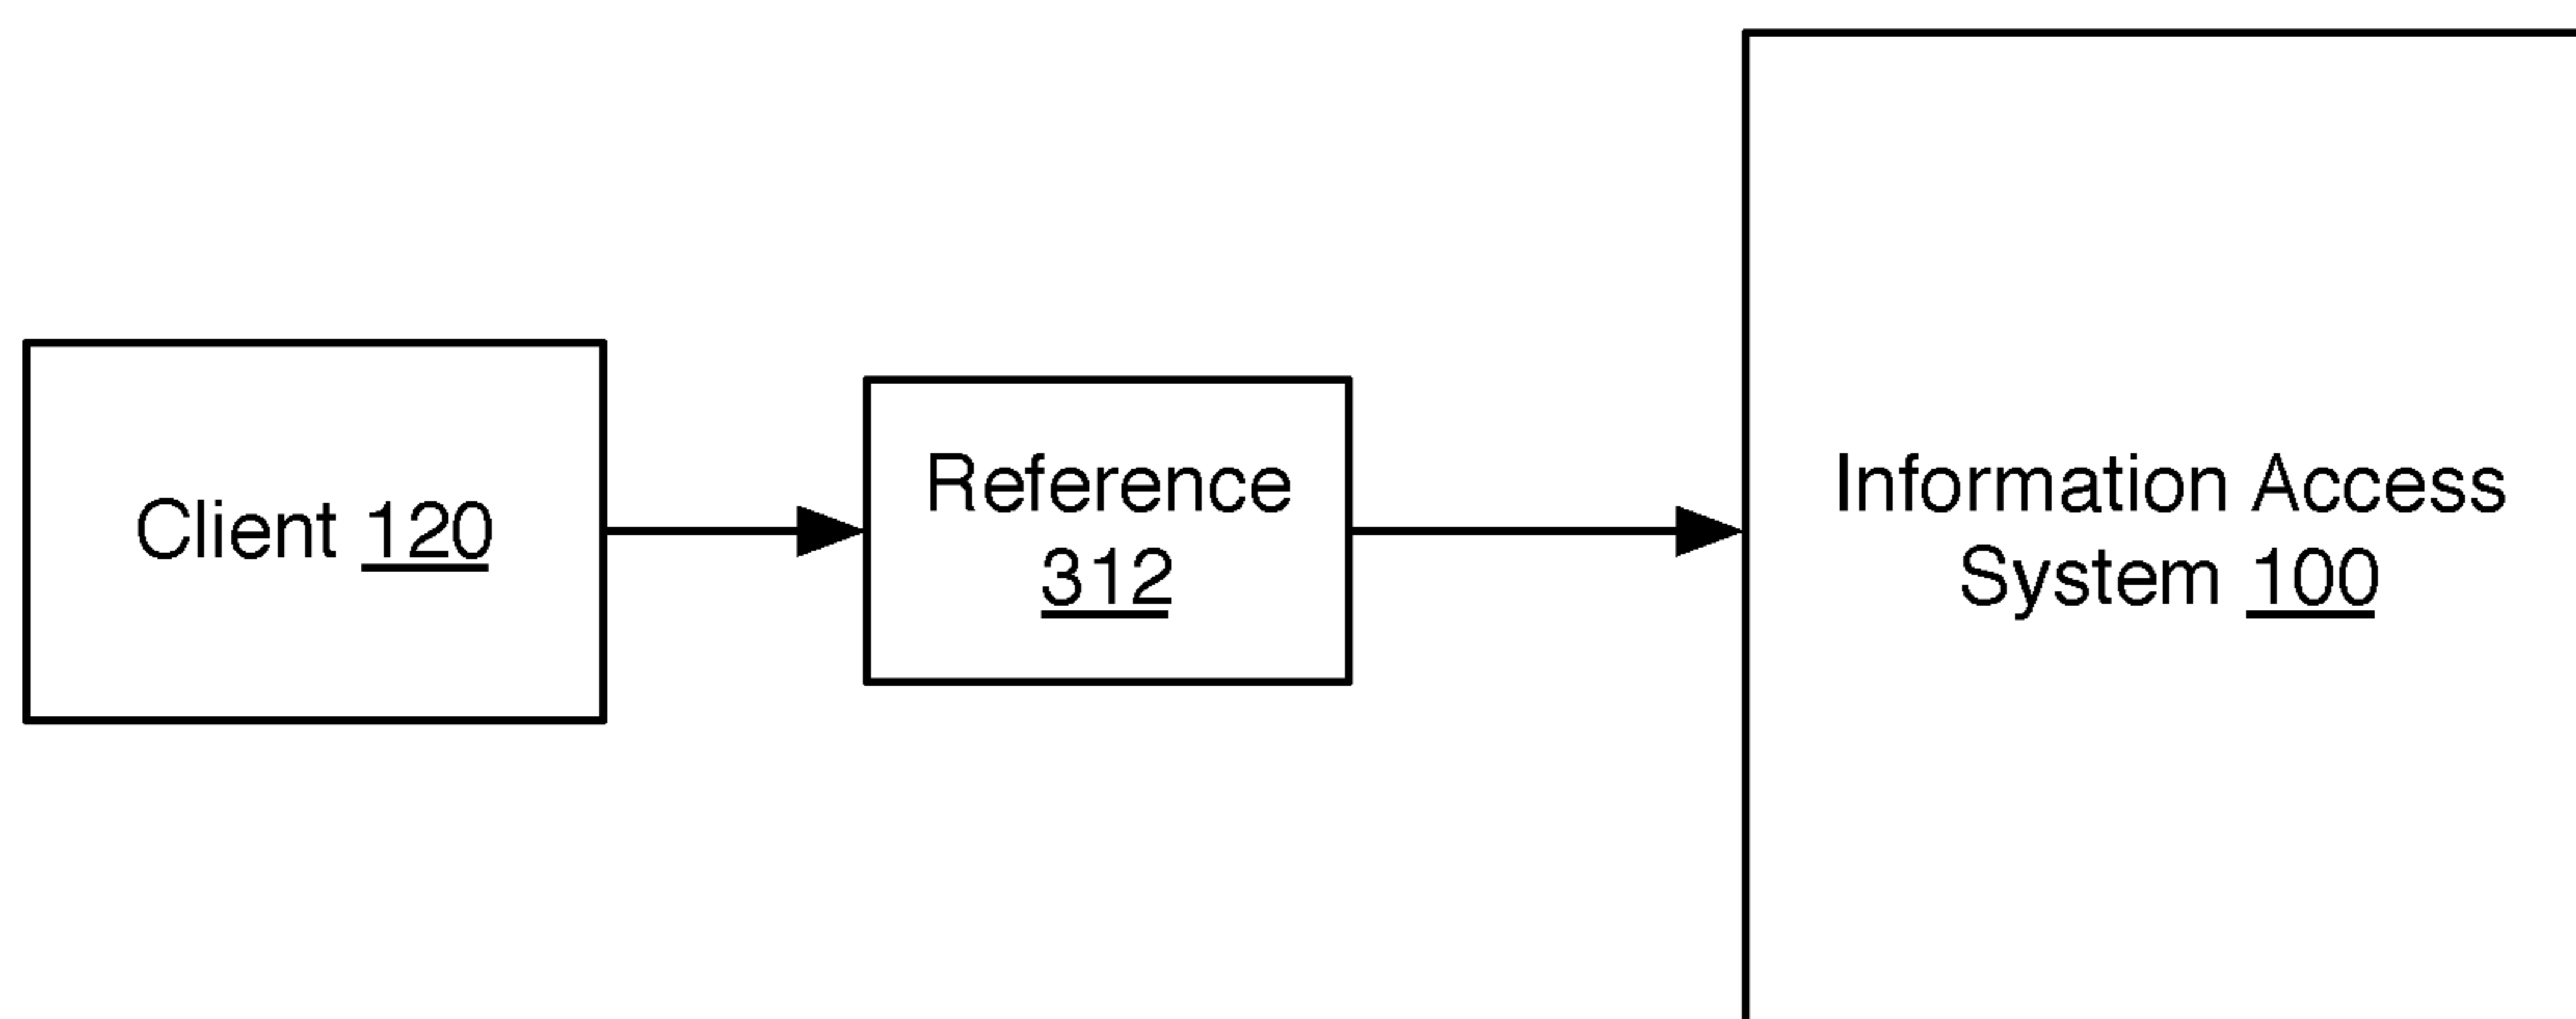 Client 120
Reference
312
Information Access
System 100